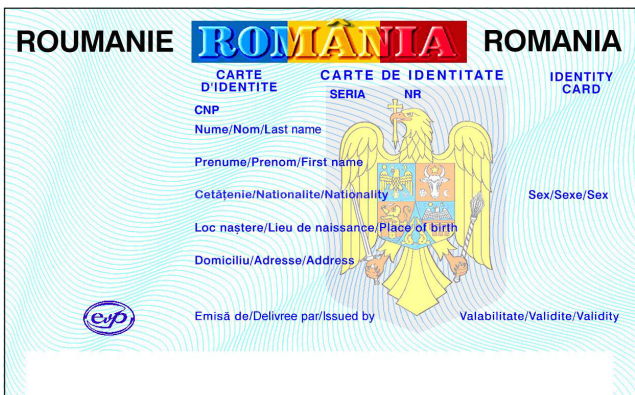 ROUMANIE ROMÂNIA ROMANIA
CARTE D'IDENTITE
CARTE DE IDENTITATE
IDENTITY CARD
SERIA NR
CNP
Nume/Nom/Last name
Prenume/Prenom/First name
Cetăţenie/Nationalite/Nationality Sex/Sexe/Sex
Loc naştere/Lieu de naissance/Place of birth
Domiciliu/Adresse/Address
Emisă de/Delivree par/Issued by Valabilitate/Validite/Validity